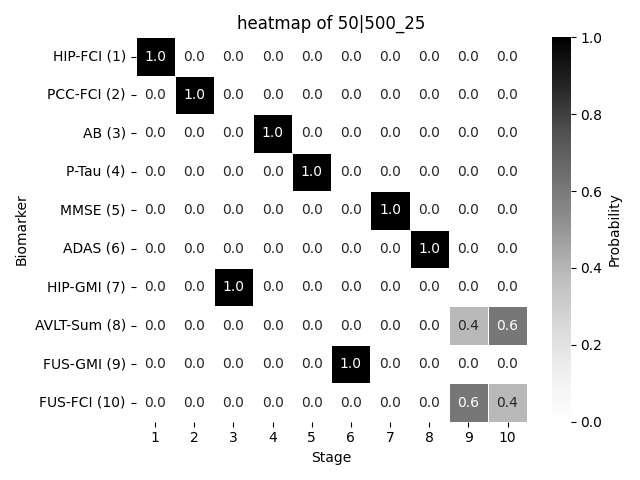 heatmap of 50|500_25
HIP-FCI (1) 1.0 0.0 0.0 0.0 0.0 0.0 0.0 0.0 0.0 0.0
PCC-FCI (2) 0.0 1.0 0.0 0.0 0.0 0.0 0.0 0.0 0.0 0.0
AB (3) 0.0 0.0 0.0 1.0 0.0 0.0 0.0 0.0 0.0 0.0
P-Tau (4) 0.0 0.0 0.0 0.0 1.0 0.0 0.0 0.0 0.0 0.0
MMSE (5) 0.0 0.0 0.0 0.0 0.0 0.0 1.0 0.0 0.0 0.0
ADAS (6) 0.0 0.0 0.0 0.0 0.0 0.0 0.0 1.0 0.0 0.0
HIP-GMI (7) 0.0 0.0 1.0 0.0 0.0 0.0 0.0 0.0 0.0 0.0
AVLT-Sum (8) 0.0 0.0 0.0 0.0 0.0 0.0 0.0 0.0 0.4 0.6
FUS-GMI (9) 0.0 0.0 0.0 0.0 0.0 1.0 0.0 0.0 0.0 0.0
FUS-FCI (10) 0.0 0.0 0.0 0.0 0.0 0.0 0.0 0.0 0.6 0.4
1 2 3 4 5 6 7 8 9 10
Stage
Biomarker
1.0
0.8
0.6
0.4
0.2
0.0
Probability